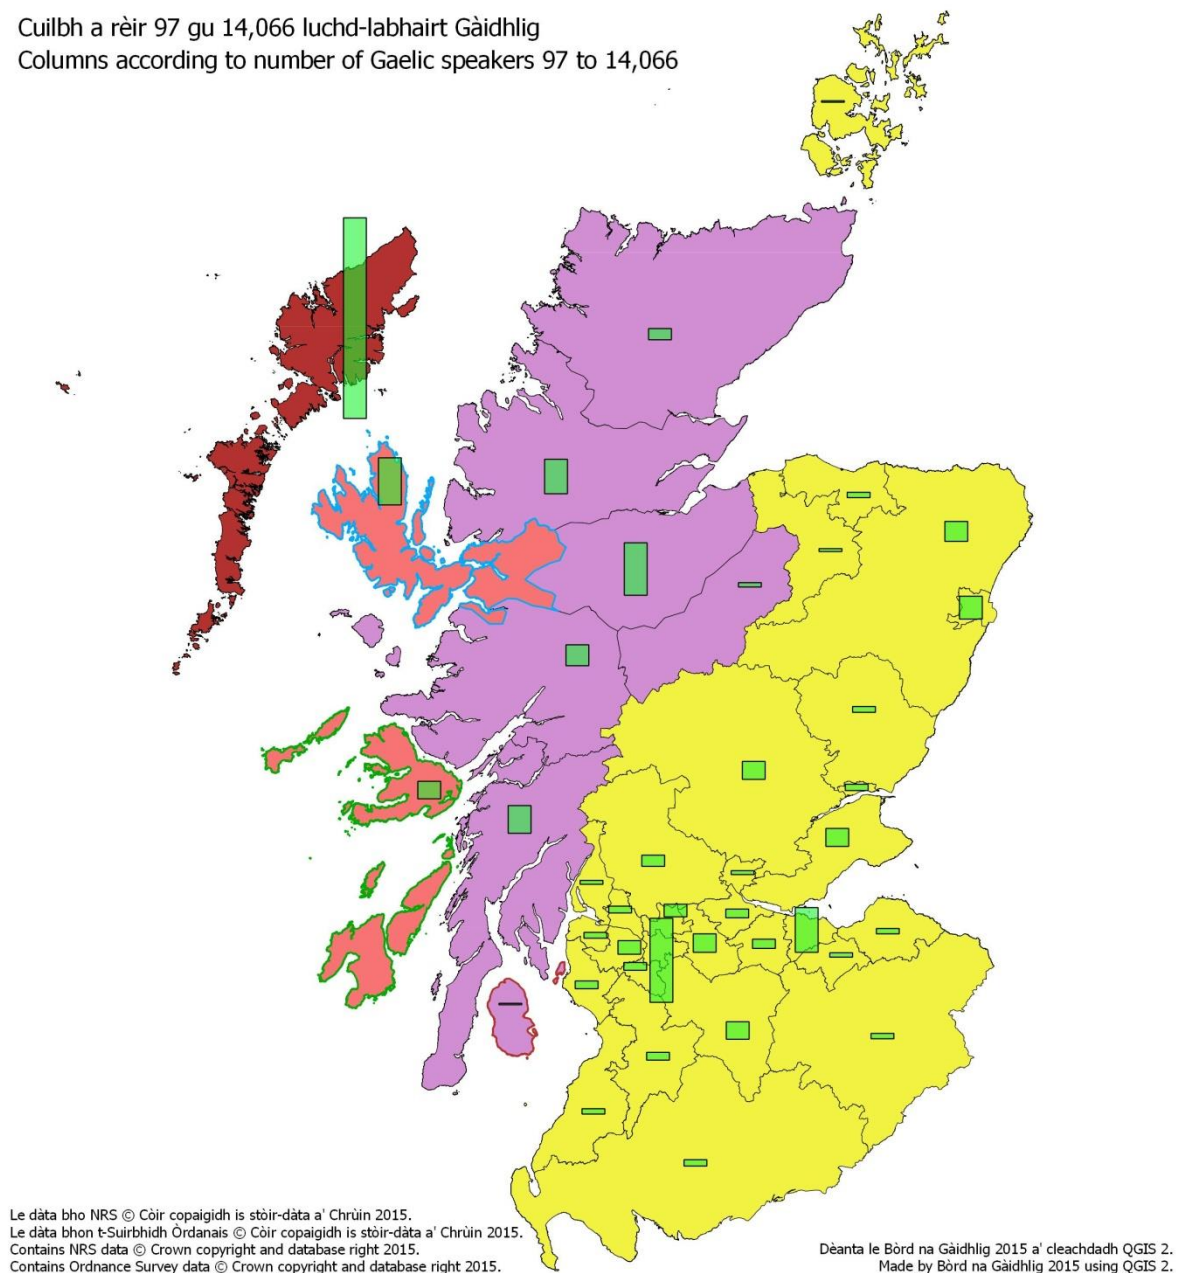 Cuilbh a rèir 97 gu 14,066 luchd-labhairt Gàidhlig
Columns according to number of Gaelic speakers 97 to 14,066
Le dàta bho NRS © Còir copaigidh is stòir-dàta a' Chrùin 2015.
Le dàta bhon t-Suirbhidh Òrdanais © Còir copaigidh is stòir-dàta a' Chrùin 2015.
Contains NRS data © Crown copyright and database right 2015.
Contains Ordnance Survey data © Crown copyright and database right 2015.
Dèanta le Bòrd na Gàidhlig 2015 a' cleachdadh QGIS 2.
Made by Bòrd na Gàidhlig 2015 using QGIS 2.